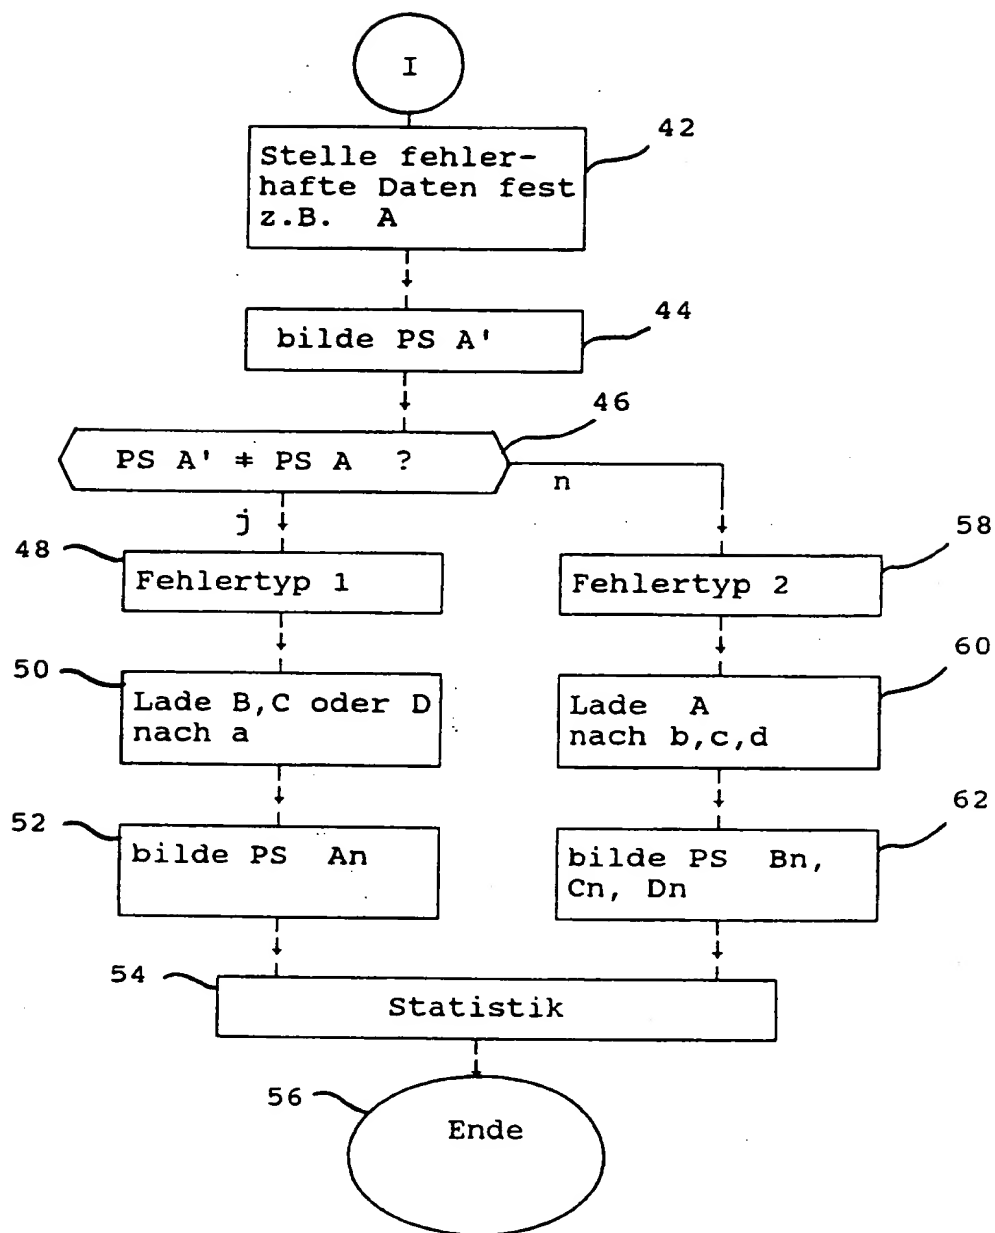 I
42
Stelle fehler-
hafte Daten fest
z.B. A
44
bilde PS A'
46
PS A' ≠ PS A ?
n
j
48
Fehlertyp 1
58
Fehlertyp 2
50
Lade B,C oder D
nach a
60
Lade A
nach b,c,d
52
bilde PS An
62
bilde PS Bn,
Cn, Dn
54
Statistik
56
Ende